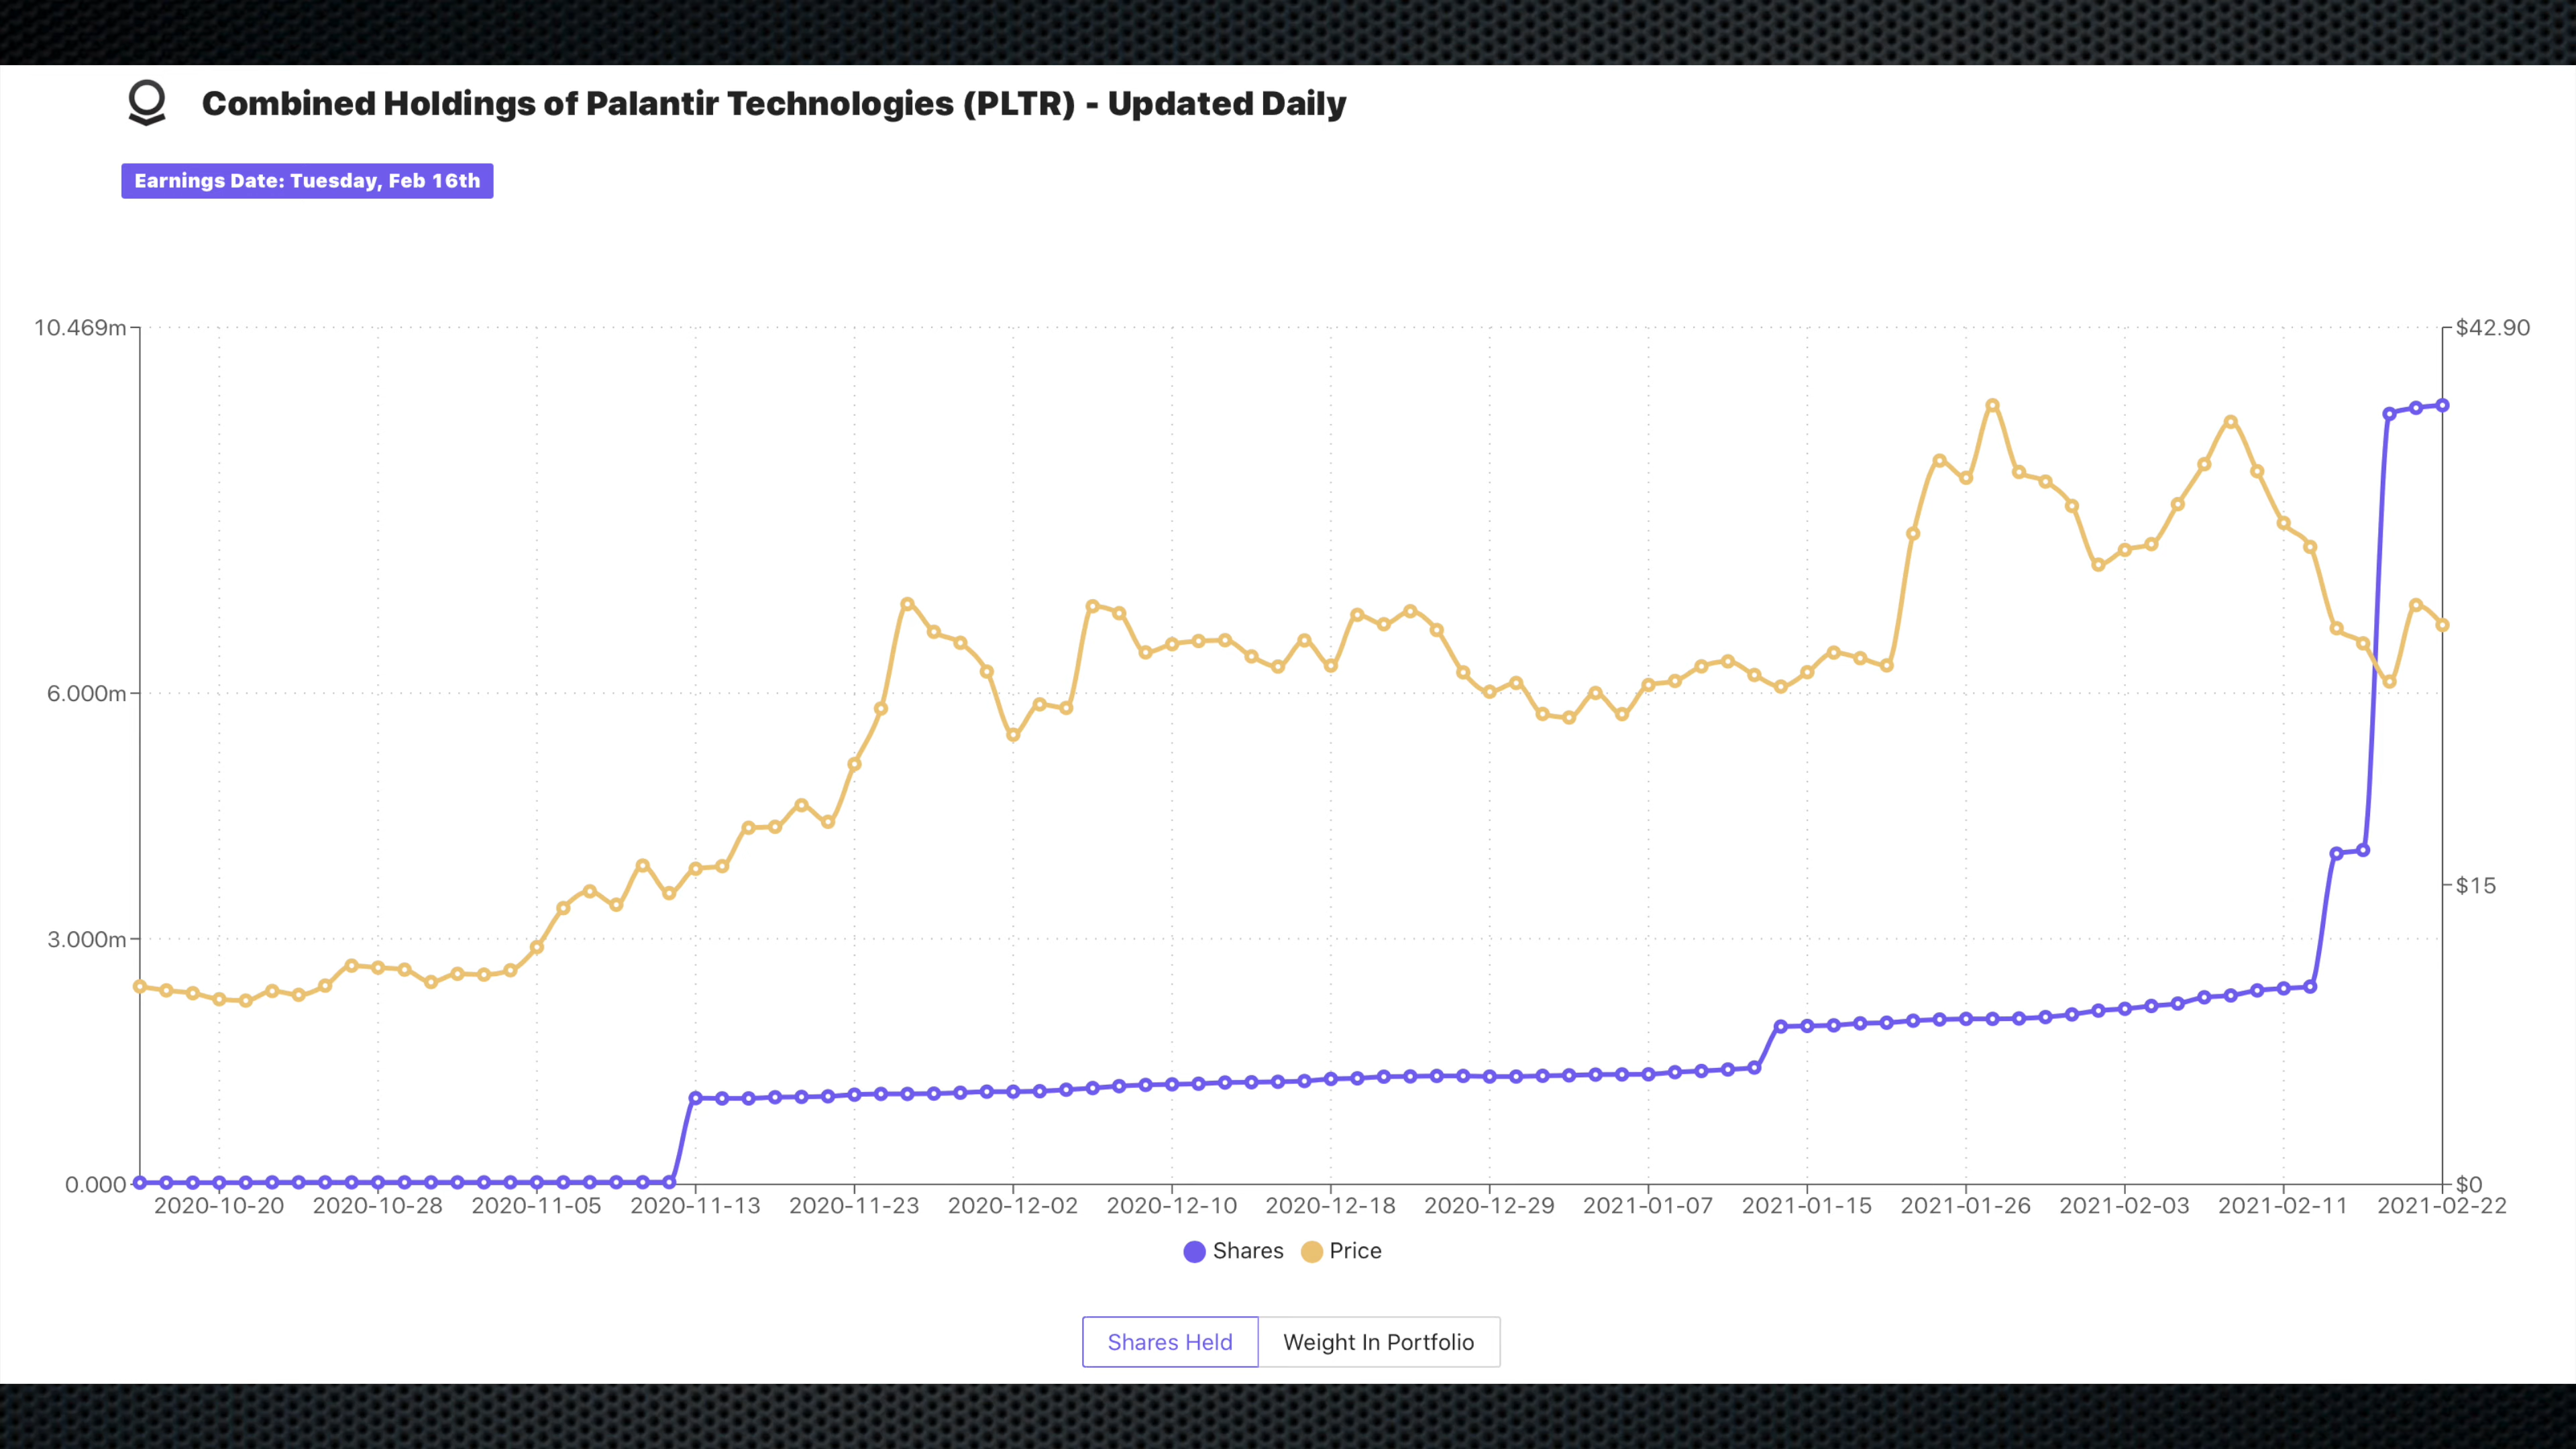 Combined Holdings of Palantir Technologies (PLTR) - Updated Daily
Earnings Date: Tuesday, Feb 16th
10.469m
$42.90
6.000m
$15
3.000m
0.000
$0
2020-10-20 2020-10-28 2020-11-05 2020-11-13 2020-11-23 2020-12-02 2020-12-10 2020-12-18 2020-12-29 2021-01-07 2021-01-15 2021-01-26 2021-02-03 2021-02-11 2021-02-22
Shares Price
Shares Held Weight In Portfolio